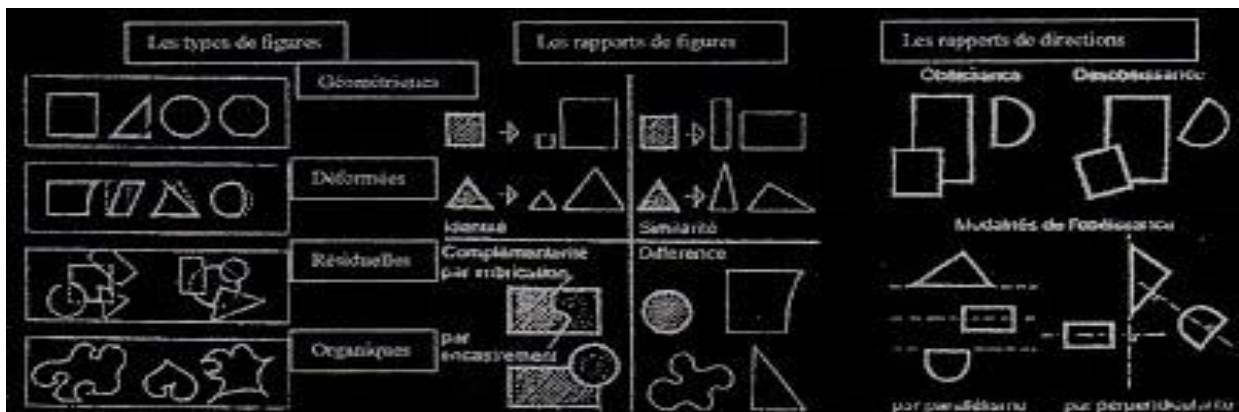 Les types de figures
Géométriques
Déformées
Résiduelles
Organiques
Les rapports de figures
Identité
Similarité
Complémentarité
par imbrication
par
encastrement
Différence
Les rapports de directions
Obéissance
Désobéissance
Modalités de l'obéissance
par parallélisme
par perpendicularité